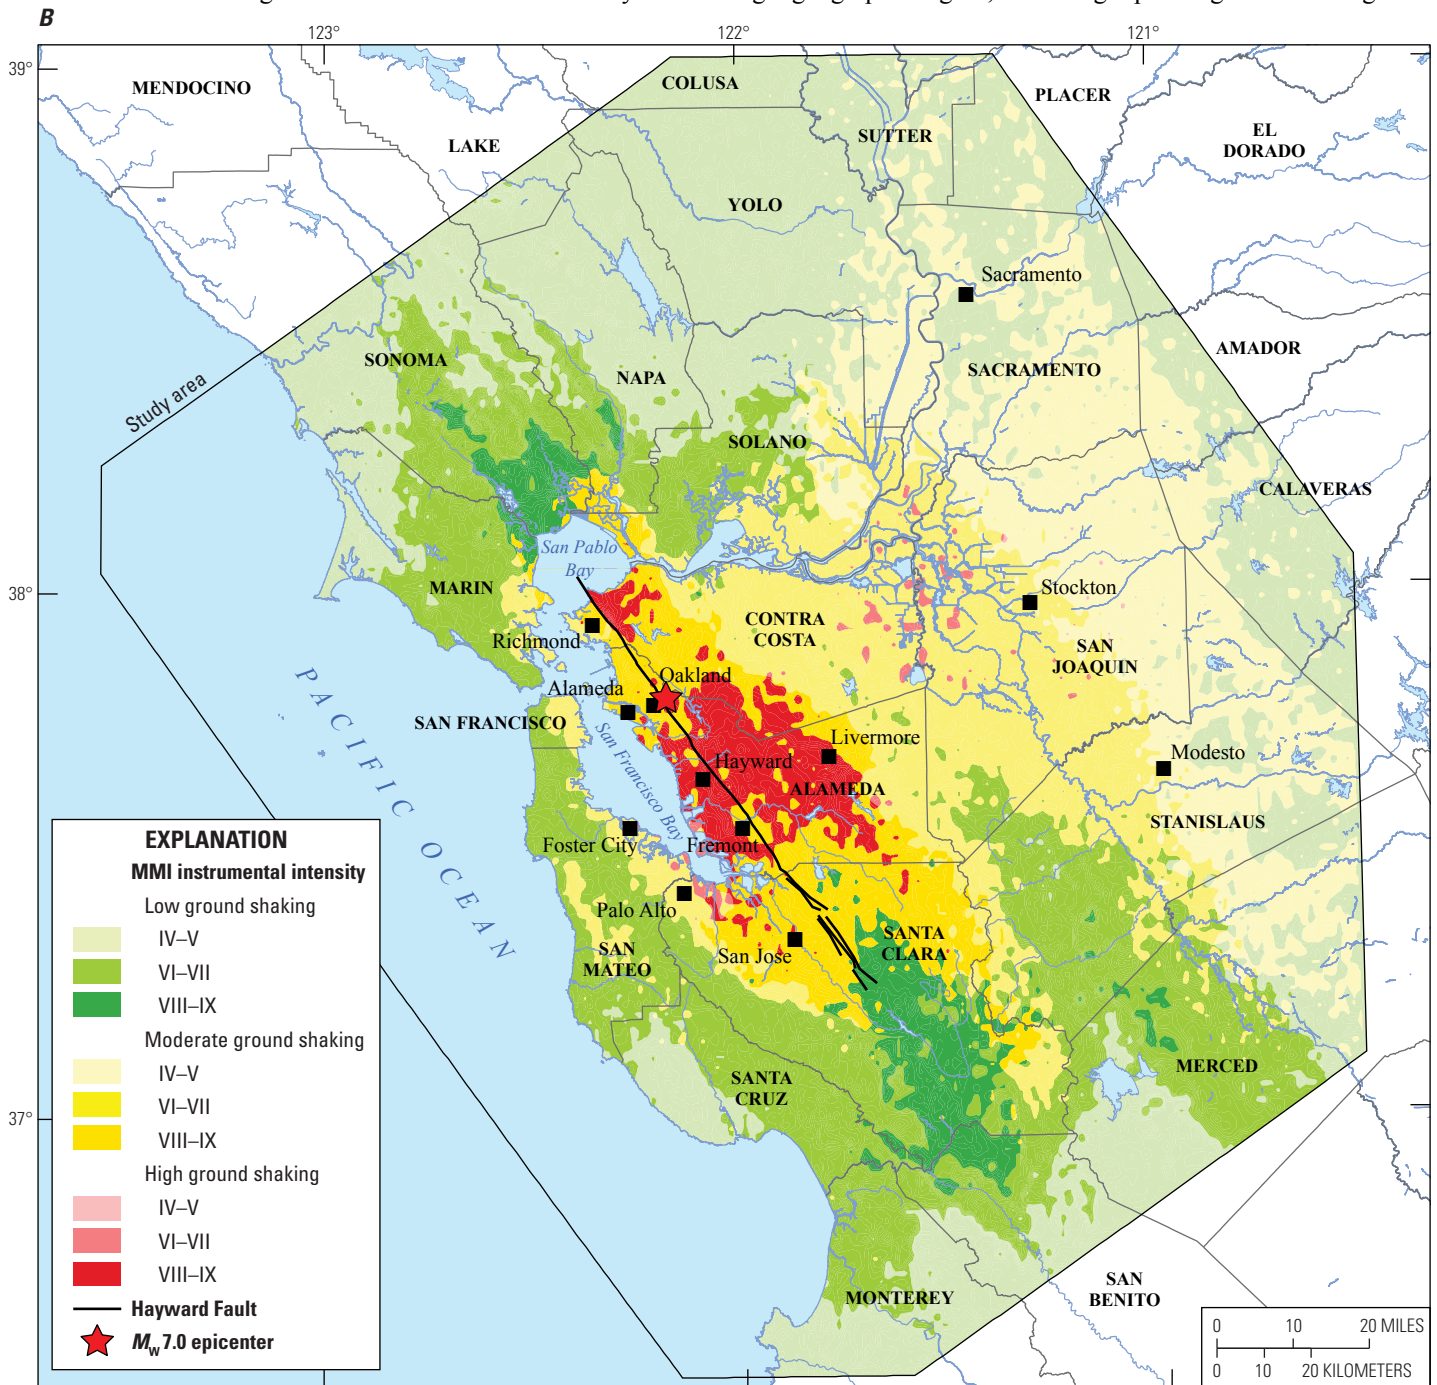 B
123°
122°
121°
39°
38°
37°
MENDOCINO
COLUSA
PLACER
LAKE
SUTTER
EL
DORADO
YOLO
Sacramento
SONOMA
NAPA
SACRAMENTO
AMADOR
Study area
SOLANO
CALAVERAS
San Pablo
Bay
MARIN
CONTRA
COSTA
Stockton
Richmond
SAN
JOAQUIN
Alameda
Oakland
SAN FRANCISCO
San Francisco Bay
Livermore
Modesto
Hayward
ALAMEDA
STANISLAUS
PACIFIC OCEAN
Foster City
Fremont
Palo Alto
SAN
MATEO
San Jose
SANTA
CLARA
SANTA
CRUZ
MERCED
MONTEREY
SAN
BENITO
EXPLANATION
MMI instrumental intensity
Low ground shaking
IV–V
VI–VII
VIII–IX
Moderate ground shaking
IV–V
VI–VII
VIII–IX
High ground shaking
IV–V
VI–VII
VIII–IX
Hayward Fault
Mw 7.0 epicenter
0 10 20 MILES
0 10 20 KILOMETERS